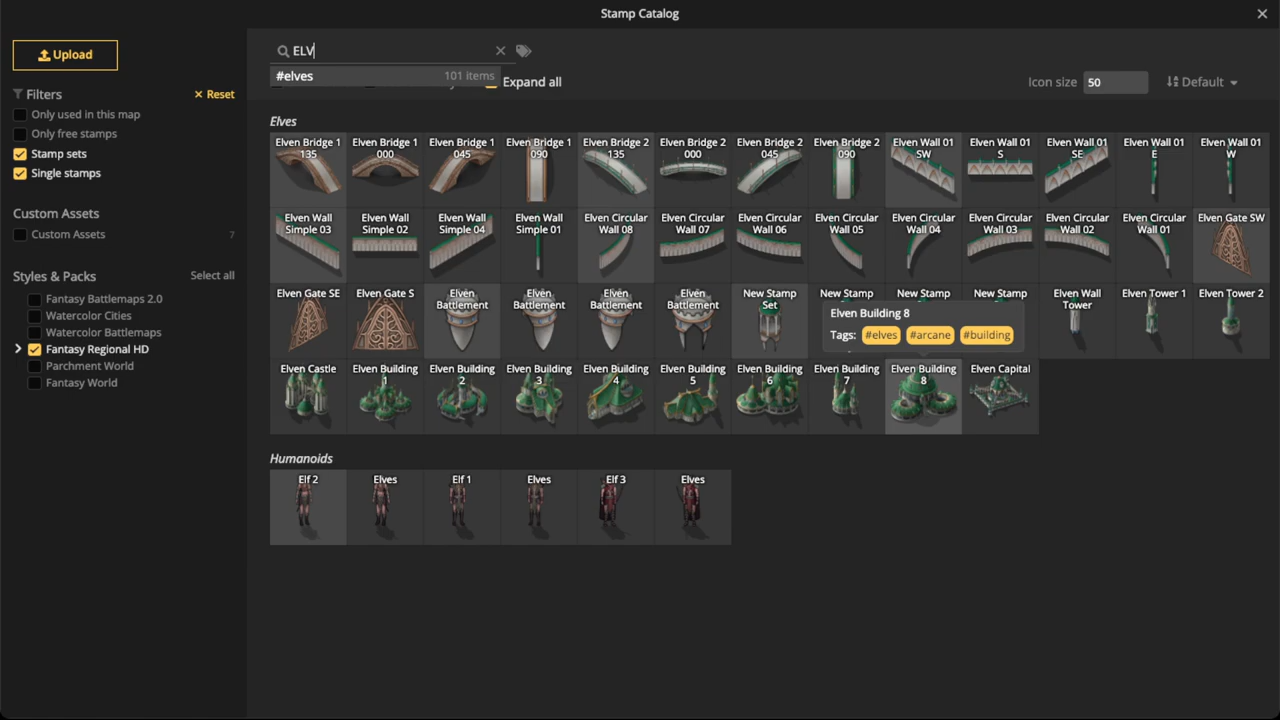 Stamp Catalog
Upload
Filters
Reset
Only used in this map
Only free stamps
Stamp sets
Single stamps
Custom Assets
Custom Assets 7
Styles & Packs Select all
Fantasy Battlemaps 2.0
Watercolor Cities
Watercolor Battlemaps
Fantasy Regional HD
Parchment World
Fantasy World
ELV
#elves 101 items
Expand all
Icon size 50
Default
Elves
Elven Bridge 1 135
Elven Bridge 1 000
Elven Bridge 1 045
Elven Bridge 1 090
Elven Bridge 2 135
Elven Bridge 2 000
Elven Bridge 2 045
Elven Bridge 2 090
Elven Wall 01 SW
Elven Wall 01 S
Elven Wall 01 SE
Elven Wall 01 E
Elven Wall 01 W
Elven Wall Simple 03
Elven Wall Simple 02
Elven Wall Simple 04
Elven Wall Simple 01
Elven Circular Wall 08
Elven Circular Wall 07
Elven Circular Wall 06
Elven Circular Wall 05
Elven Circular Wall 04
Elven Circular Wall 03
Elven Circular Wall 02
Elven Circular Wall 01
Elven Gate SW
Elven Gate SE
Elven Gate S
Elven Battlement
Elven Battlement
Elven Battlement
Elven Battlement
New Stamp Set
New Stamp
New Stamp
New Stamp
Elven Wall Tower
Elven Tower 1
Elven Tower 2
Elven Building 8
Tags: #elves #arcane #building
Elven Castle
Elven Building 1
Elven Building 2
Elven Building 3
Elven Building 4
Elven Building 5
Elven Building 6
Elven Building 7
Elven Building 8
Elven Capital
Humanoids
Elf 2
Elves
Elf 1
Elves
Elf 3
Elves